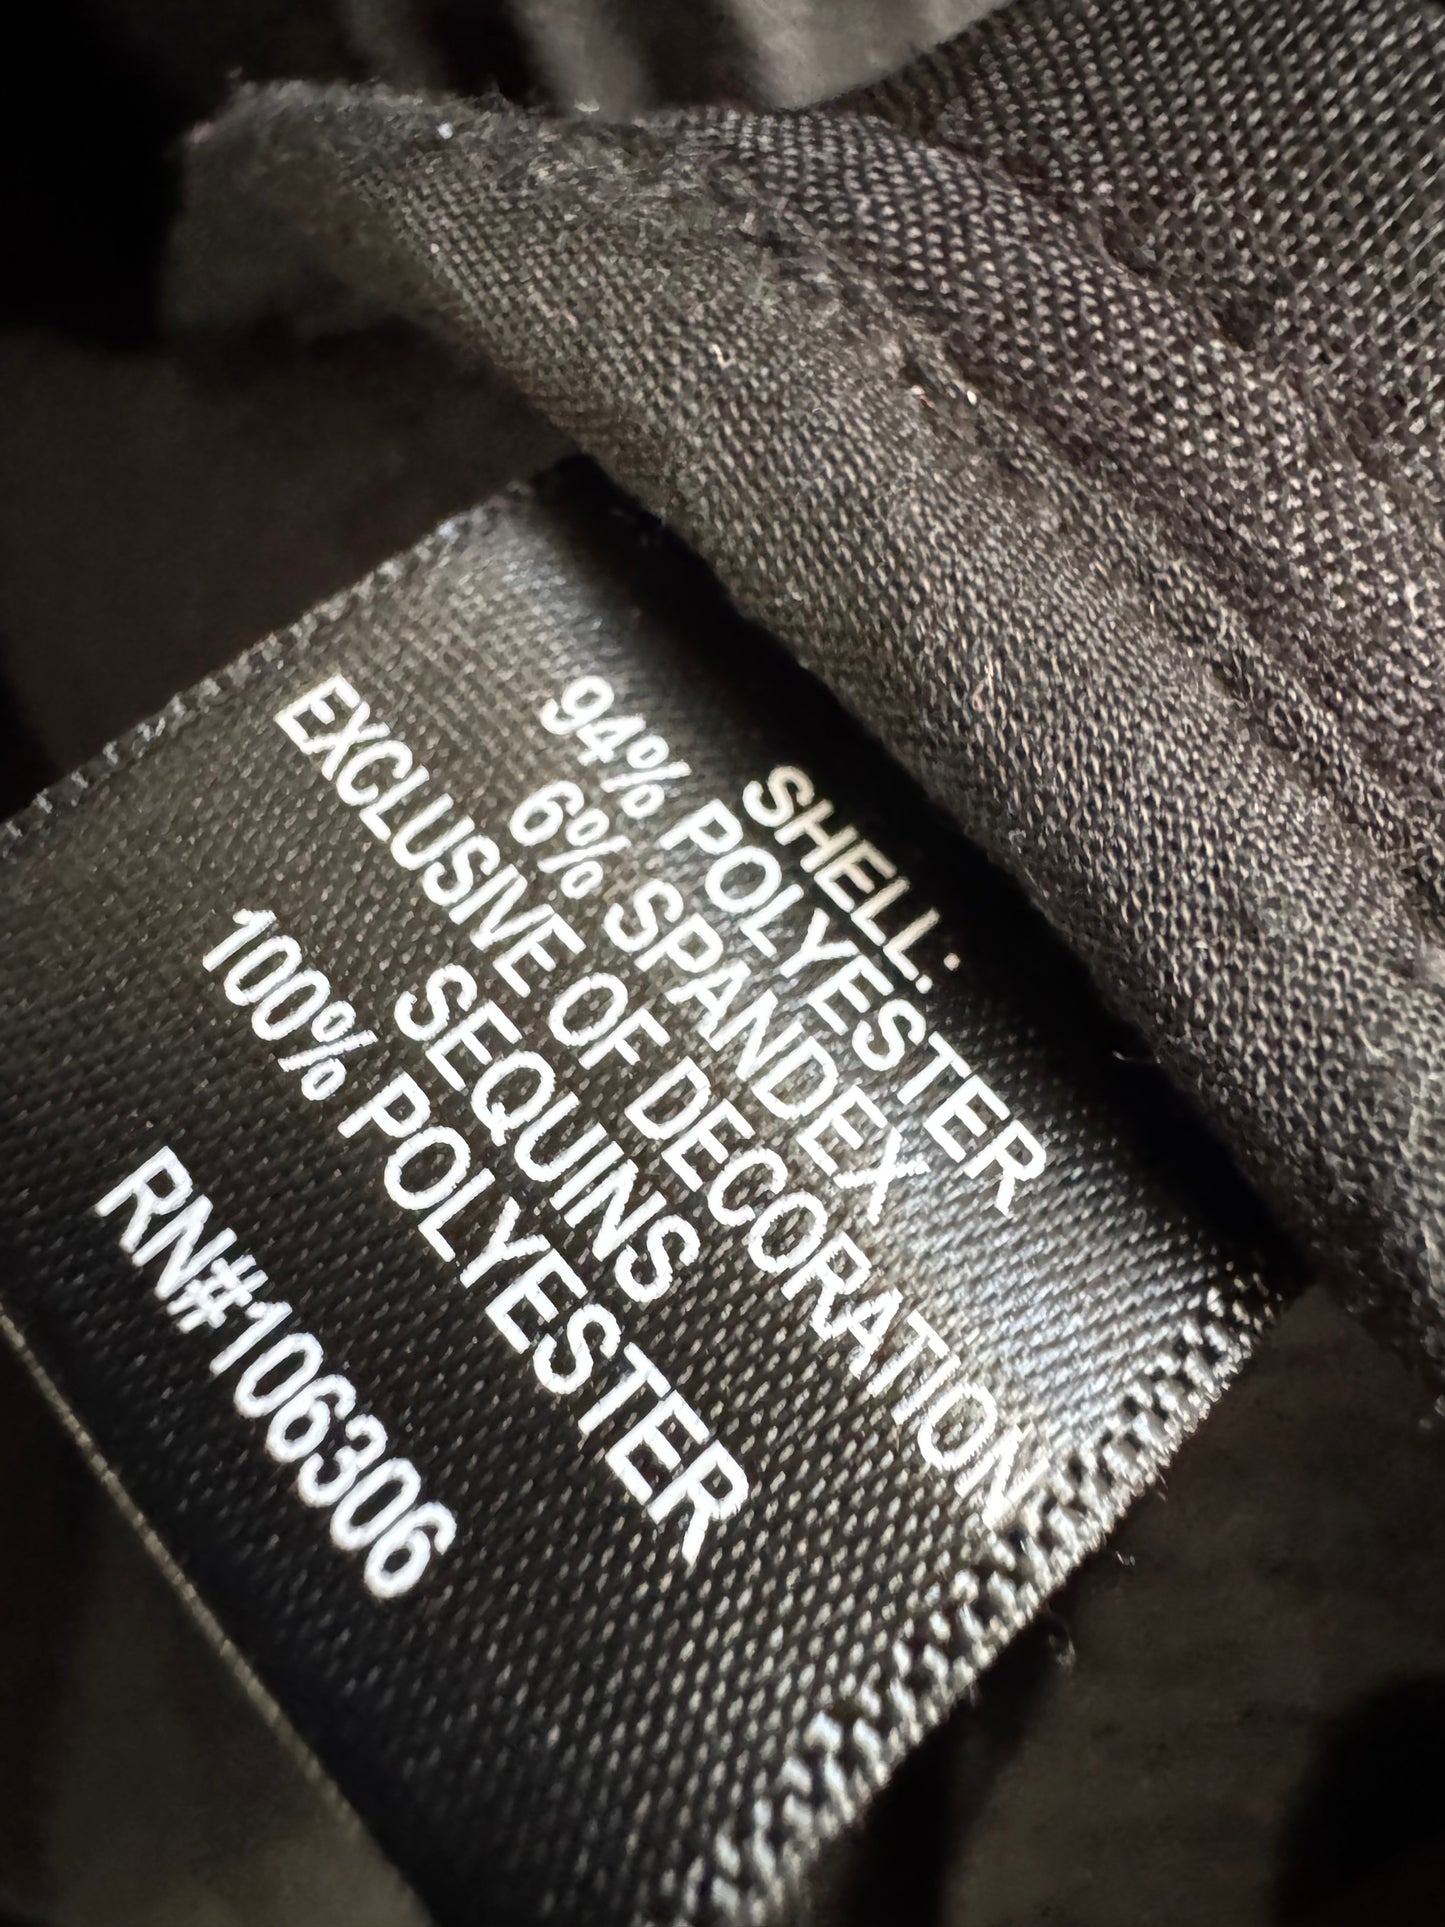 SHELL:
94% POLYESTER
6% SPANDEX
EXCLUSIVE OF DECORATION
SEQUINS
100% POLYESTER
RN#106306